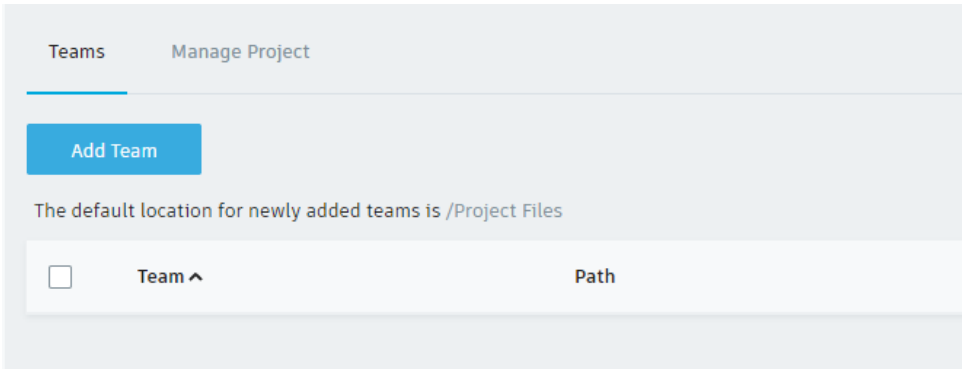 Teams Manage Project
Add Team
The default location for newly added teams is /Project Files
Team Path